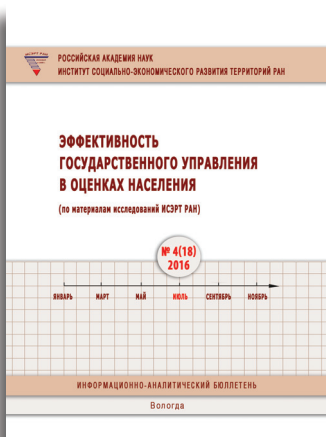 РОССИЙСКАЯ АКАДЕМИЯ НАУК
ИНСТИТУТ СОЦИАЛЬНО-ЭКОНОМИЧЕСКОГО РАЗВИТИЯ ТЕРРИТОРИЙ РАН
ЭФФЕКТИВНОСТЬ
ГОСУДАРСТВЕННОГО УПРАВЛЕНИЯ
В ОЦЕНКАХ НАСЕЛЕНИЯ
(по материалам исследований ИСЭРТ РАН)
№ 4(18)
2016
ЯНВАРЬ МАРТ МАЙ ИЮЛЬ СЕНТЯБРЬ НОЯБРЬ
ИНФОРМАЦИОННО-АНАЛИТИЧЕСКИЙ БЮЛЛЕТЕНЬ
Вологда